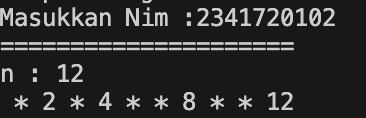 Masukkan Nim :2341720102
=====================
n : 12
 * 2 * 4 * * 8 * * 12